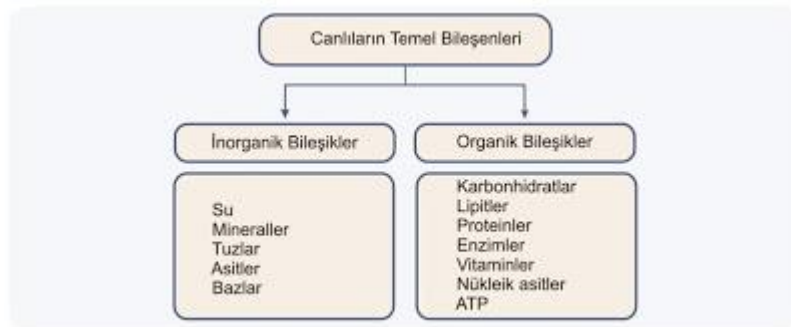 Canlıların Temel Bileşenleri
İnorganik Bileşikler
Organik Bileşikler
Su
Mineraller
Tuzlar
Asitler
Bazlar
Karbonhidratlar
Lipitler
Proteinler
Enzimler
Vitaminler
Nükleik asitler
ATP